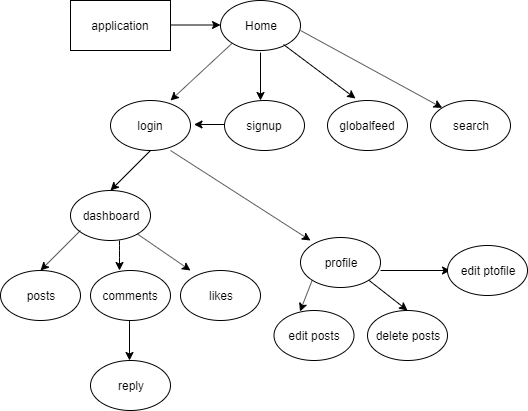 application
Home
login
signup
globalfeed
search
dashboard
profile
edit ptofile
posts
comments
likes
edit posts
delete posts
reply